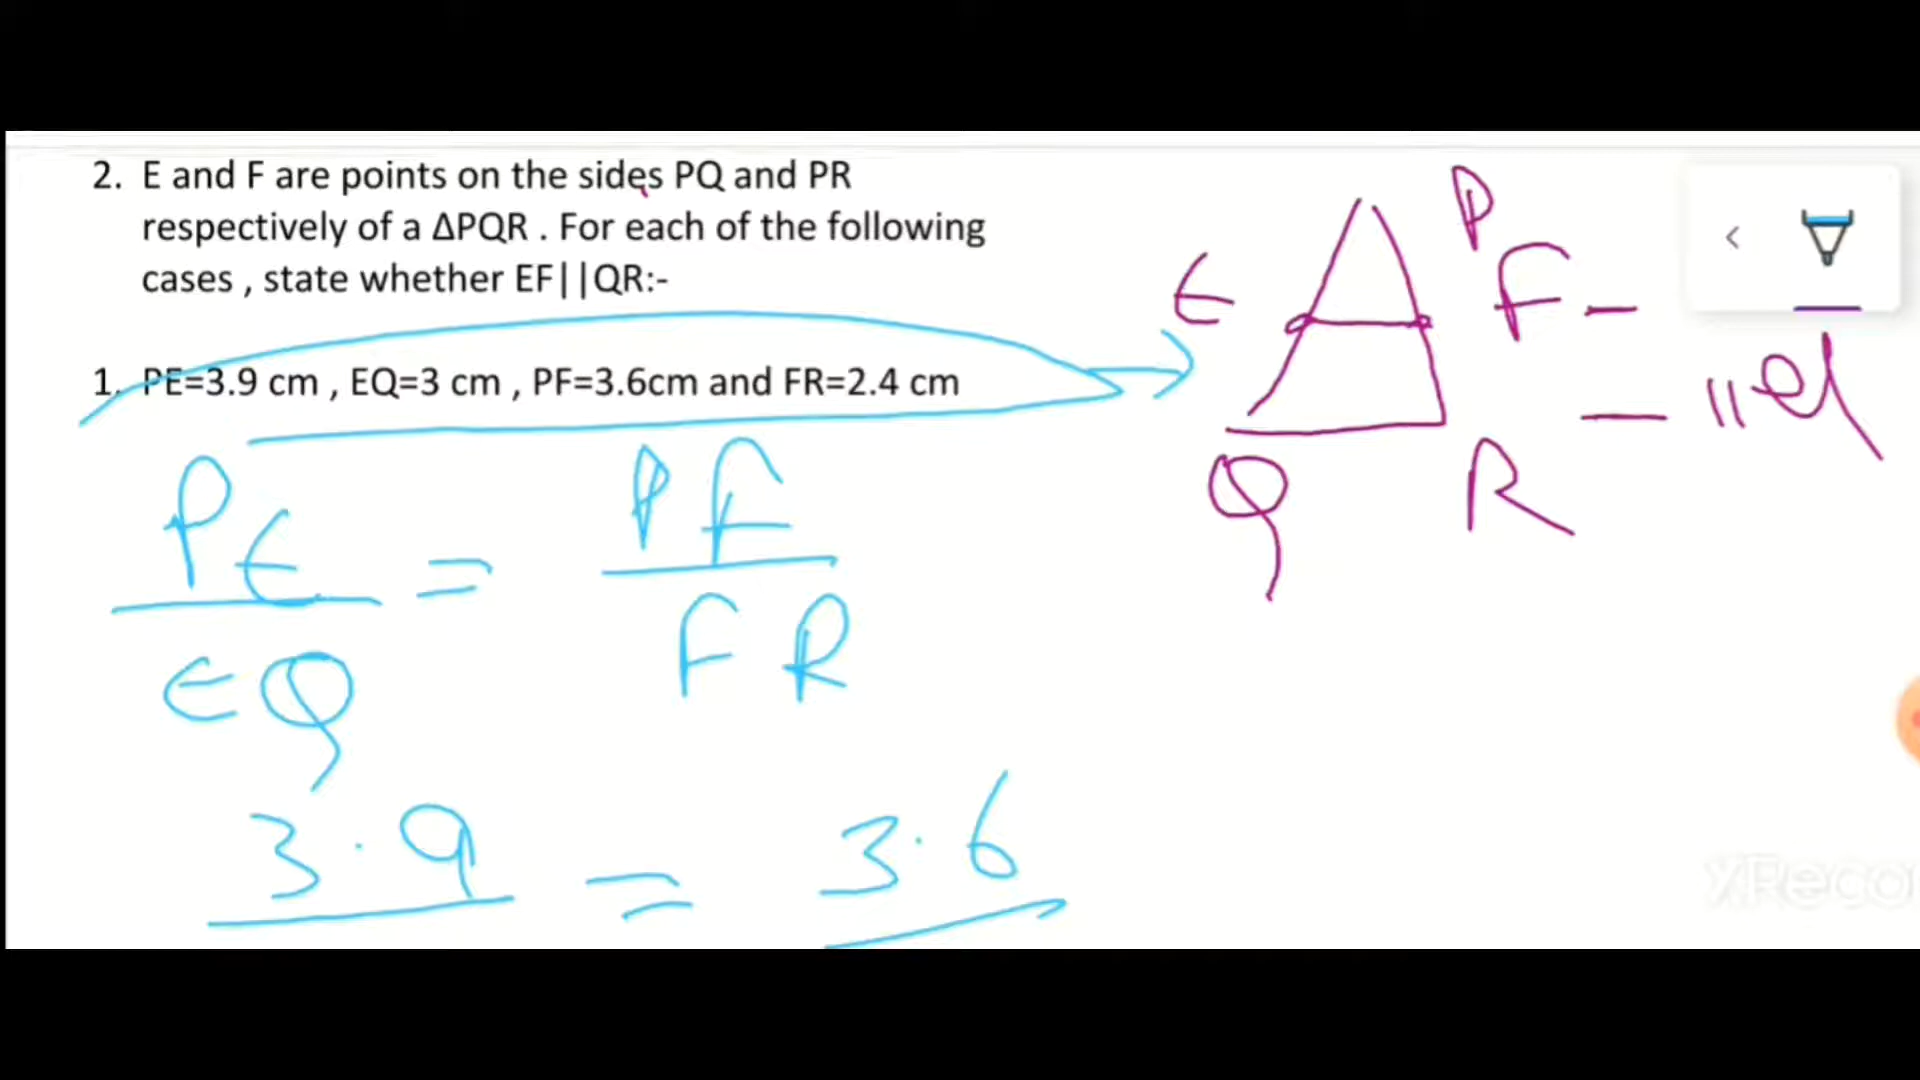 2. E and F are points on the sides PQ and PR
respectively of a ΔPQR . For each of the following
cases , state whether EF||QR:-
1. PE=3.9 cm , EQ=3 cm , PF=3.6cm and FR=2.4 cm
P
E
F
Q
R
||el
PE = PF
EQ FR
3.9 = 3.6
XReco